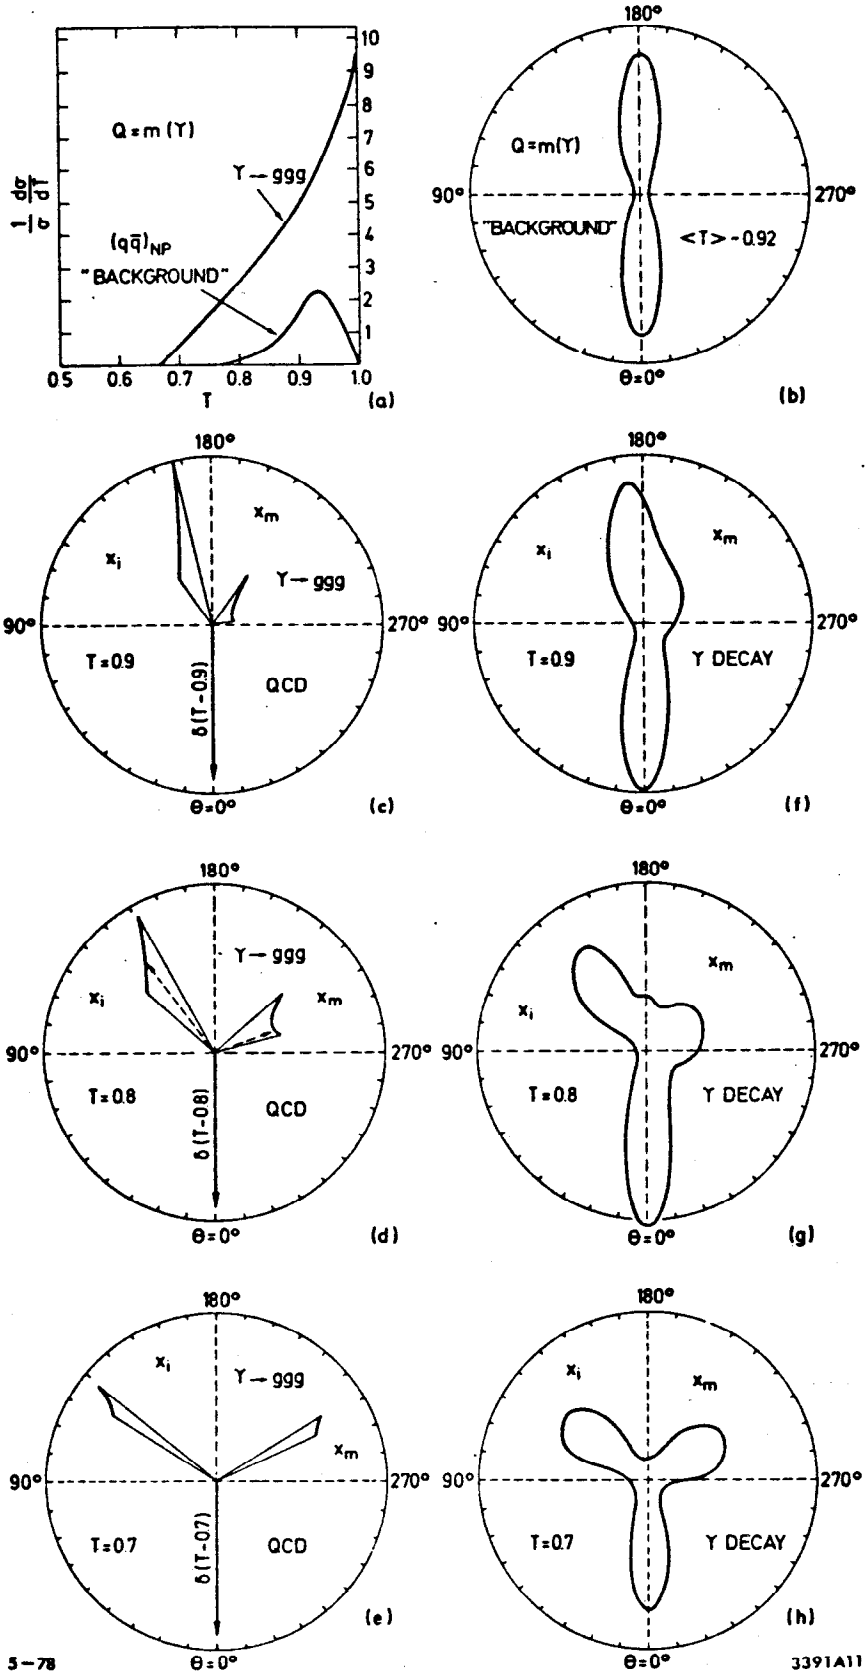 10
9
8
7
6
5
4
3
2
1
Q = m (ϒ)
ϒ → ggg
(qq̅)NP
"BACKGROUND"
1/σ dσ/dT
0.5 0.6 0.7 0.8 0.9 1.0
T
(a)
180°
Q = m(ϒ)
90° 270°
"BACKGROUND"
<T> ~ 0.92
θ = 0°
(b)
180°
xi
xm
ϒ → ggg
90° 270°
T = 0.9
δ(T-0.9)
QCD
θ = 0°
(c)
180°
xi
xm
90° 270°
T = 0.9
ϒ DECAY
θ = 0°
(f)
180°
ϒ → ggg
xi
xm
90° 270°
T = 0.8
δ(T-0.8)
QCD
θ = 0°
(d)
180°
xi
xm
90° 270°
T = 0.8
ϒ DECAY
θ = 0°
(g)
180°
xi
ϒ → ggg
xm
90° 270°
T = 0.7
δ(T-0.7)
QCD
θ = 0°
(e)
180°
xi
xm
90° 270°
T = 0.7
ϒ DECAY
θ = 0°
(h)
5-78
3391A11